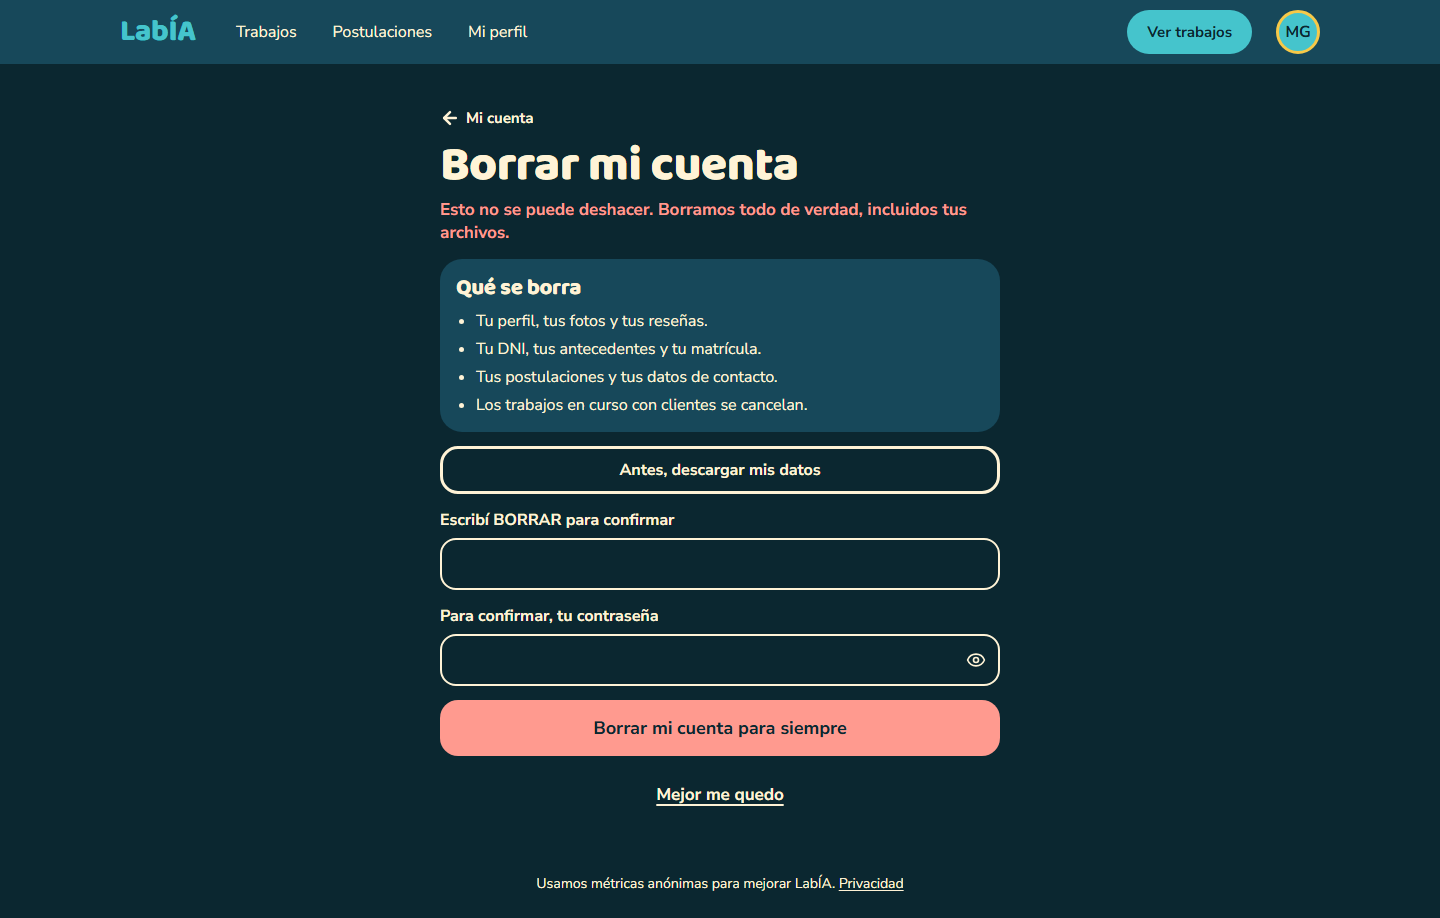 LabÍA
Trabajos
Postulaciones
Mi perfil
Ver trabajos
MG
Mi cuenta
Borrar mi cuenta
Esto no se puede deshacer. Borramos todo de verdad, incluidos tus
archivos.
Qué se borra
• Tu perfil, tus fotos y tus reseñas.
• Tu DNI, tus antecedentes y tu matrícula.
• Tus postulaciones y tus datos de contacto.
• Los trabajos en curso con clientes se cancelan.
Antes, descargar mis datos
Escribí BORRAR para confirmar
Para confirmar, tu contraseña
Borrar mi cuenta para siempre
Mejor me quedo
Usamos métricas anónimas para mejorar LabÍA. Privacidad